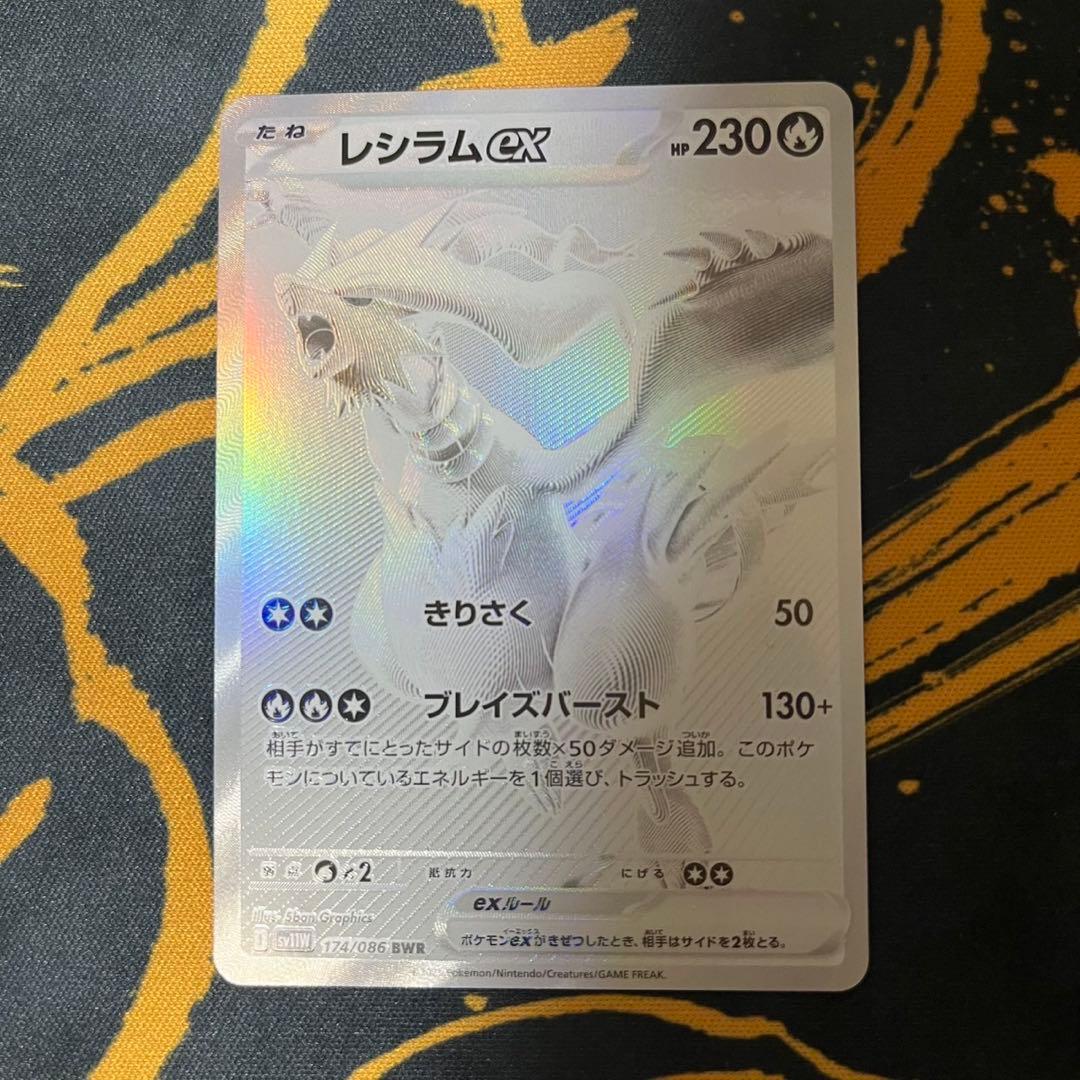 たね レシラムex HP230
きりさく 50
ブレイズバースト 130+
相手がすでにとったサイドの枚数×50ダメージ追加。このポケ
モンについているエネルギーを1個選び、トラッシュする。
×2 抵抗力 にげる
exルール
ポケモンexがきぜつしたとき、相手はサイドを2枚とる。
Illus. 5ban Graphics
sv11W 174/086 BWR
Pokémon/Nintendo/Creatures/GAME FREAK.